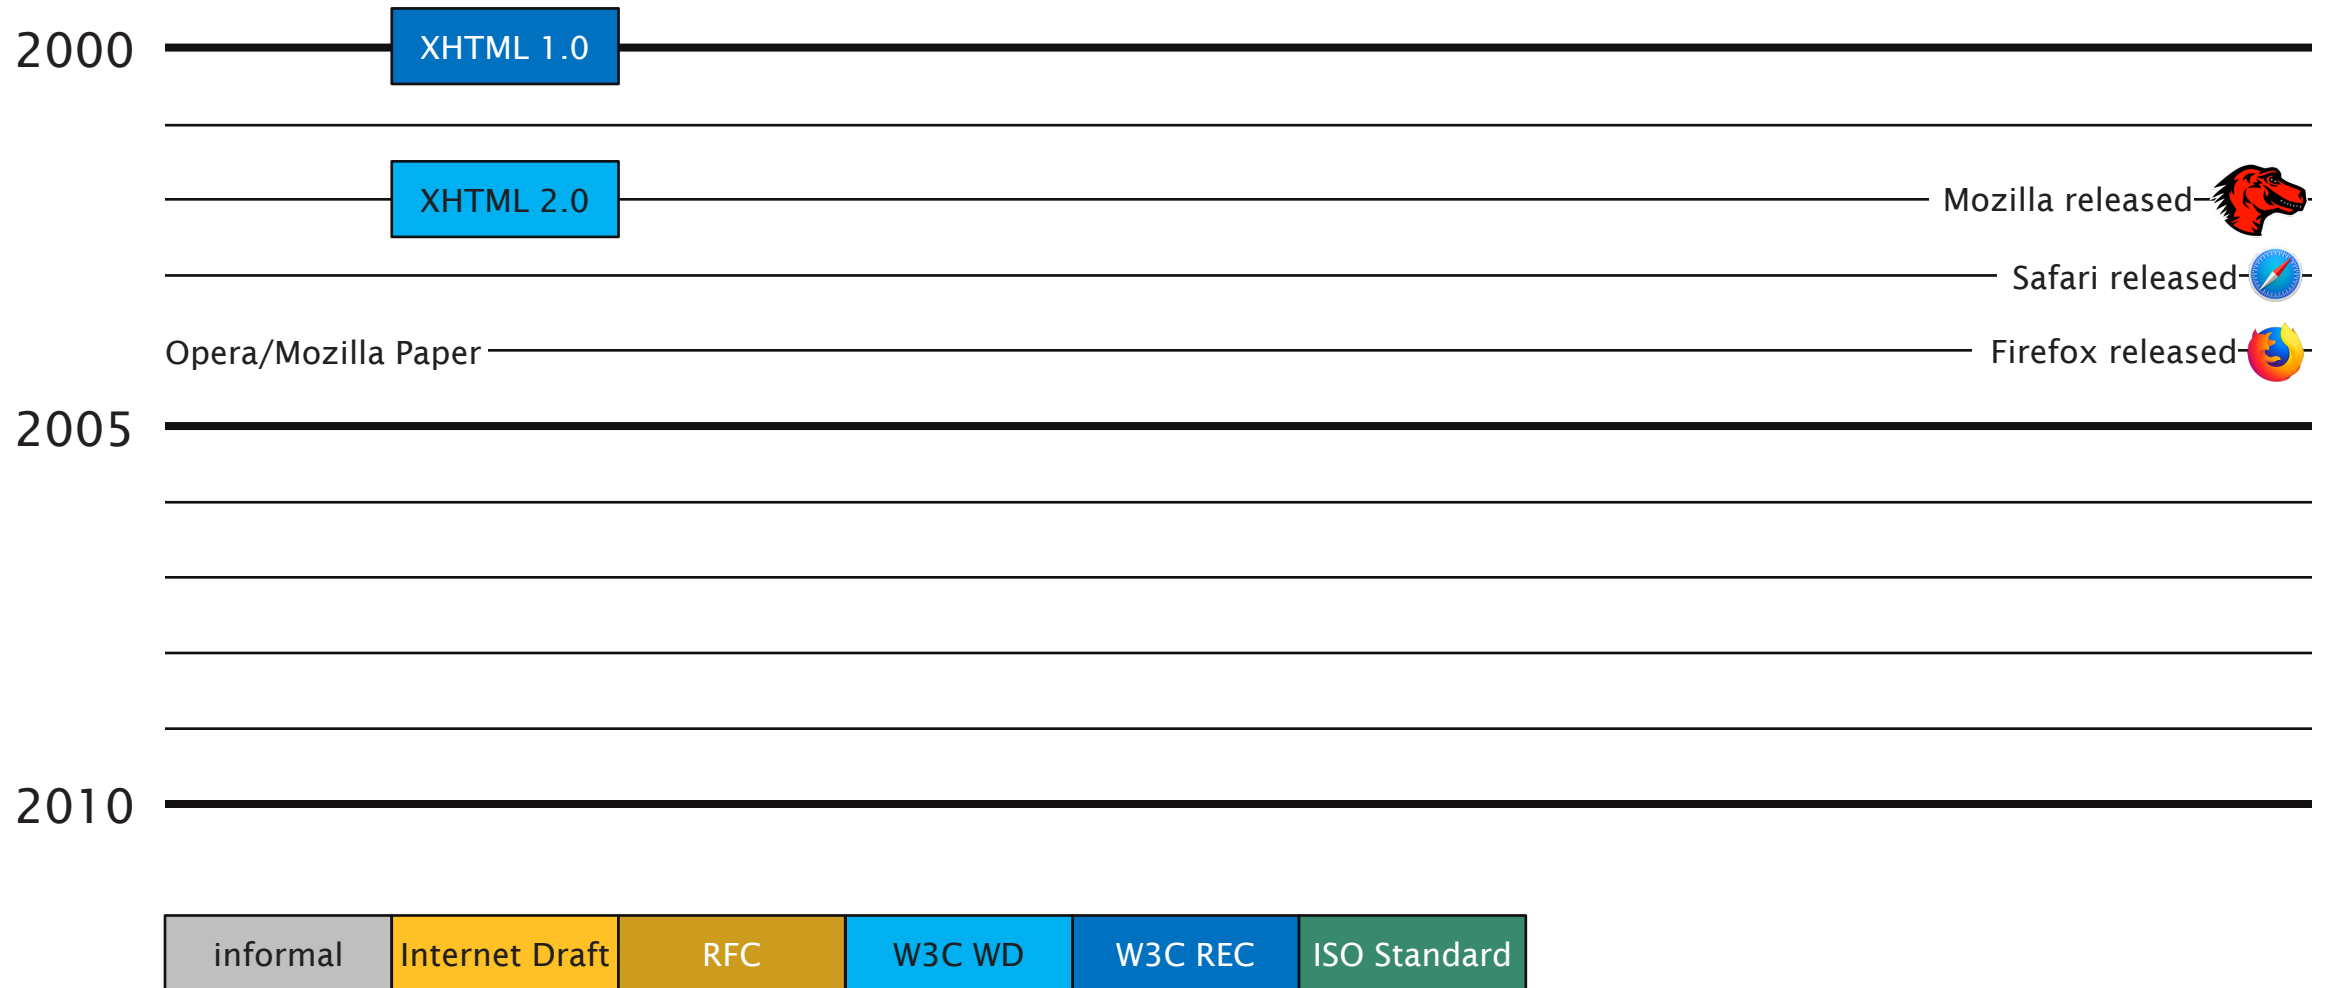 2000
XHTML 1.0
XHTML 2.0
Mozilla released
Safari released
Opera/Mozilla Paper
Firefox released
2005
2010
informal
Internet Draft
RFC
W3C WD
W3C REC
ISO Standard